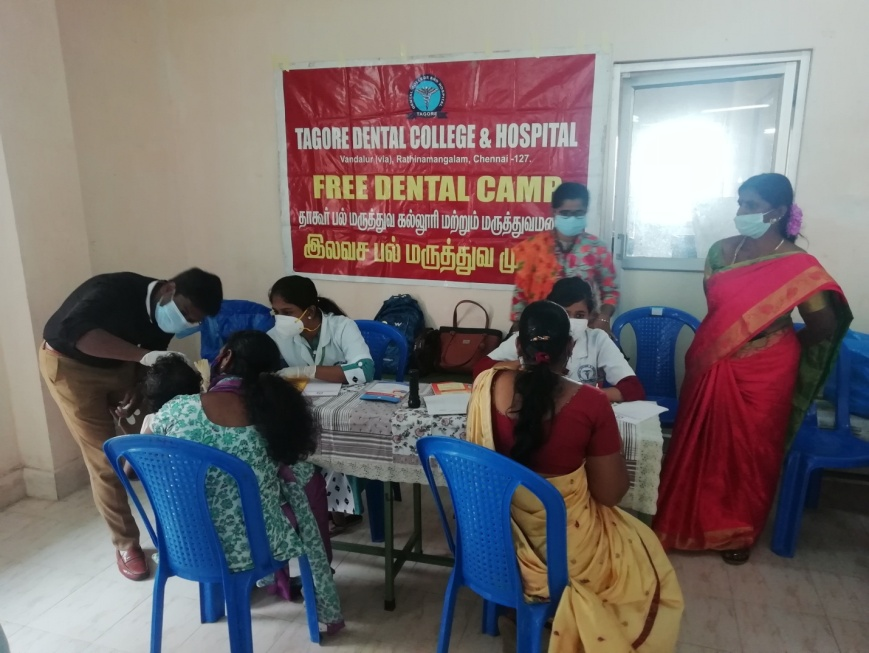 TAGORE
TAGORE DENTAL COLLEGE & HOSPITAL
Vandalur (via), Rathinamangalam, Chennai -127.
FREE DENTAL CAMP
தாகூர் பல் மருத்துவ கல்லூரி மற்றும்
இலவச பல் மருத்துவ